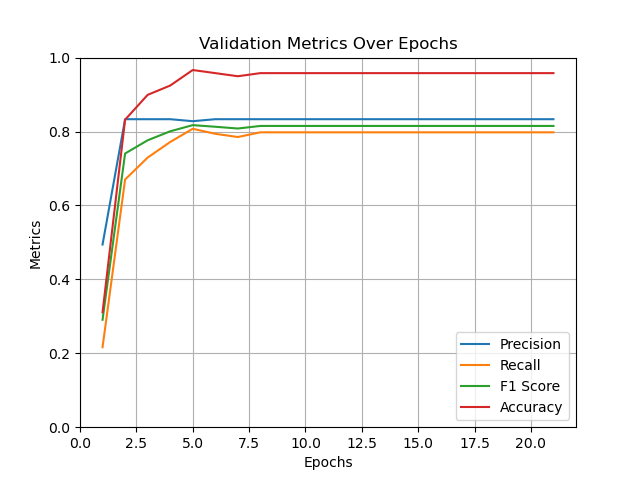 Validation Metrics Over Epochs
1.0
0.8
0.6
0.4
0.2
0.0
Metrics
0.0 2.5 5.0 7.5 10.0 12.5 15.0 17.5 20.0
Epochs
Precision
Recall
F1 Score
Accuracy